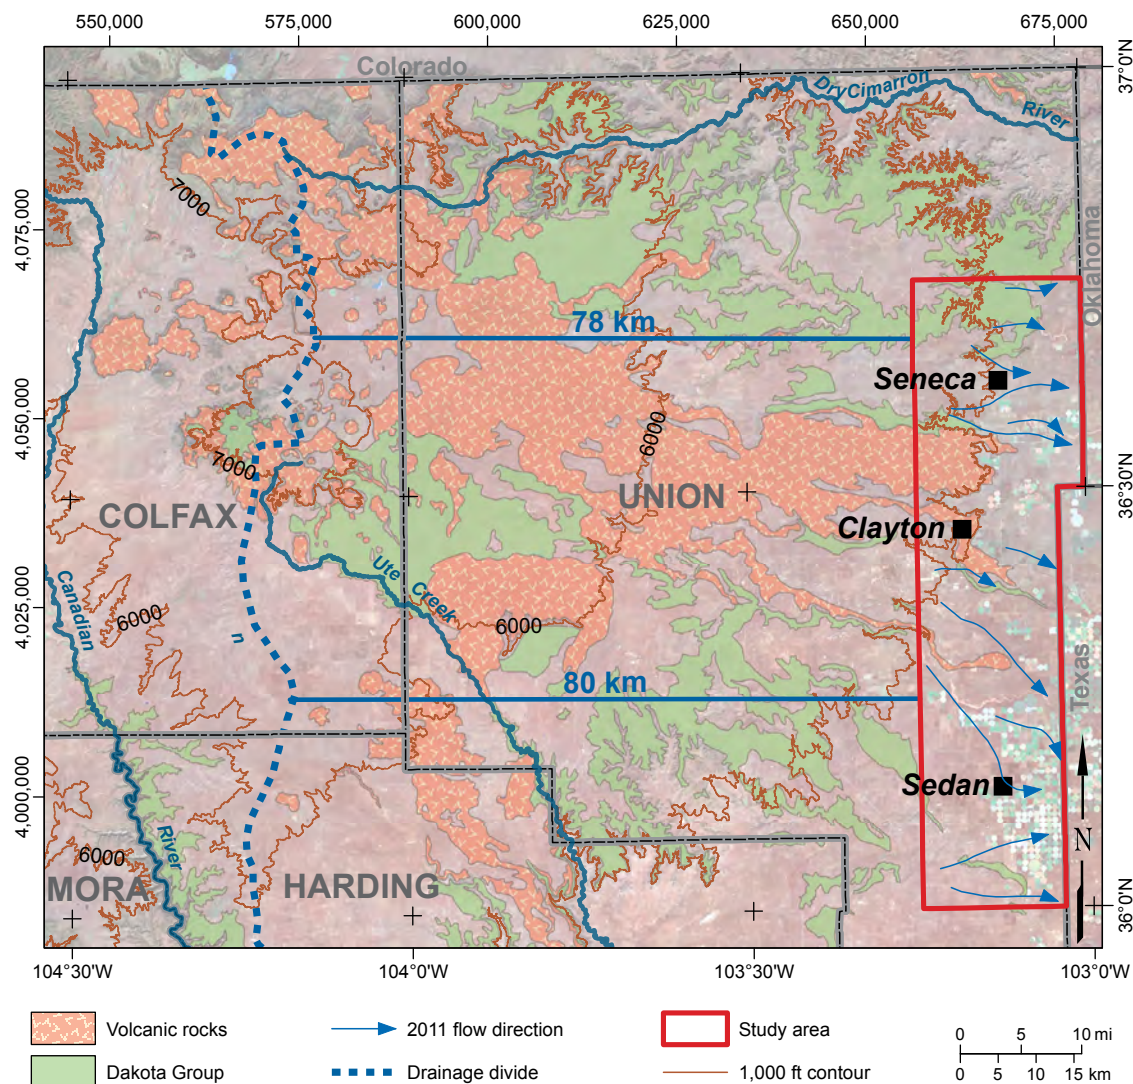 550,000 575,000 600,000 625,000 650,000 675,000
37°0'N
Colorado
Dry Cimarron
River
7000
4,075,000
Oklahoma
6000
78 km
Seneca
4,050,000
6000
7000
36°30'N
COLFAX
UNION
Clayton
Ute Creek
Canadian
4,025,000
6000
n
6000
80 km
Texas
4,000,000
Sedan
River
N
6000
MORA
HARDING
36°0'N
104°30'W 104°0'W 103°30'W 103°0'W
Volcanic rocks
2011 flow direction
Study area
0 5 10 mi
Dakota Group
Drainage divide
1,000 ft contour
0 5 10 15 km